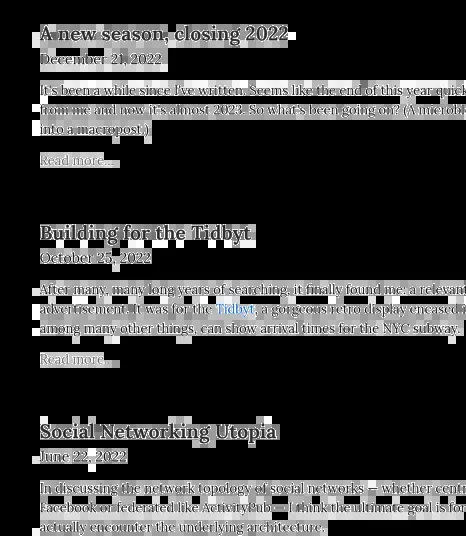 A new season, closing 2022
December 21, 2022
It's been a while since I've written. Seems like the end of this year quick
from me and now it's almost 2023. So what's been going on? (A microbl
into a macropost.)
Read more...
Building for the Tidbyt
October 25, 2022
After many, many long years of searching, it finally found me: a relevant
advertisement. It was for the Tidbyt, a gorgeous retro display encased i
among many other things, can show arrival times for the NYC subway.
Read more...
Social Networking Utopia
June 22, 2022
In discussing the network topology of social networks — whether centr
Facebook or federated like ActivityPub — I think the ultimate goal is for
actually encounter the underlying architecture.